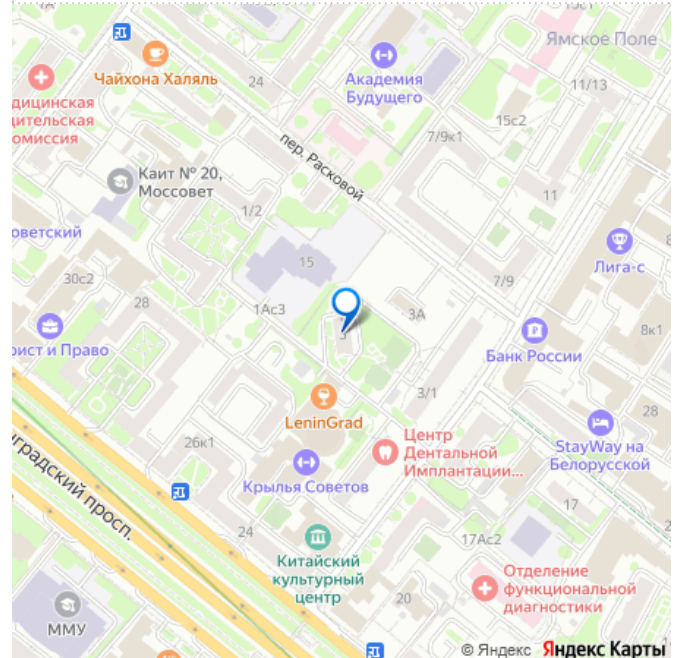 15с1
Ямское Поле
Чайхона Халяль
24
Академия
Будущего
11/13
15с2
дицинская
дительская
омиссия
7/9к1
пер. Расковой
Каит № 20,
Моссовет
11
1/2
оветский
Лига-с
15
30с2
7/9
28
1Ас3
3А
8к1
рист и Право
Банк России
3/1
LeninGrad
28
Центр
Дентальной
Имплантации...
StayWay на
Белорусской
26к1
Крылья Советов
нградский просп.
17
24
17Ас2
Китайский
культурный
центр
Отделение
функциональной
диагностики
20
ММУ
© Яндекс Яндекс Карты